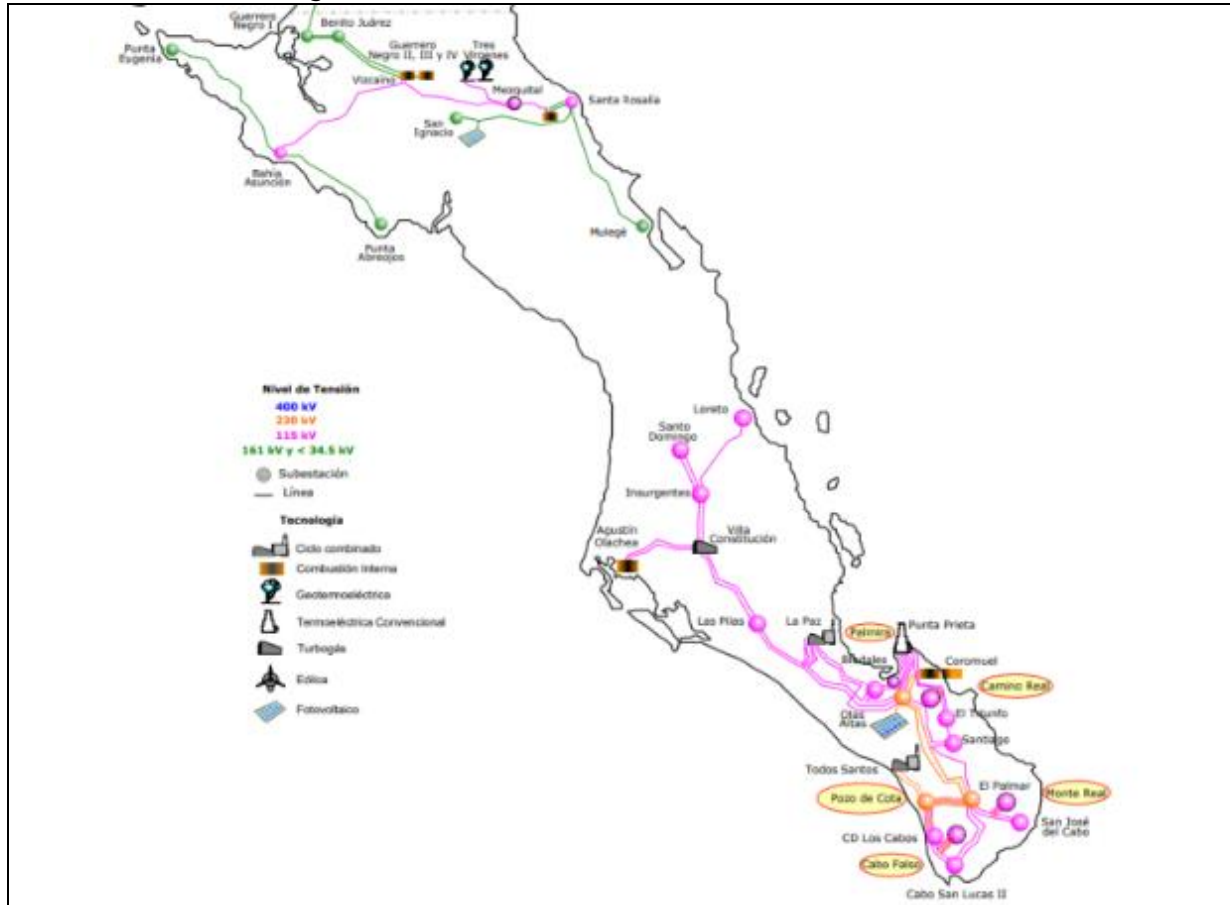 Guerrero
Negro I
Benito Juárez
Punta
Eugenia
Guerrero
Negro II, III y IV
Tres
Vírgenes
Vizcaíno
Mezquital
Santa Rosalía
San
Ignacio
Bahía
Asunción
Punta
Abreojos
Mulegé
Nivel de Tensión
400 kV
230 kV
115 kV
161 kV y < 34.5 kV
Subestación
Línea
Tecnología
Ciclo combinado
Combustión Interna
Geotermoeléctrica
Termoeléctrica Convencional
Turbogás
Eólica
Fotovoltaico
Loreto
Santo
Domingo
Insurgentes
Villa
Constitución
Agustín
Olachea
Las Pilas
La Paz
Palmira
Punta Prieta
Bledales
Coromuel
Camino Real
Olas
Altas
El Triunfo
Santiago
Todos Santos
El Palmar
Pozo de Cota
Monte Real
San José
del Cabo
CD Los Cabos
Cabo Falso
Cabo San Lucas II